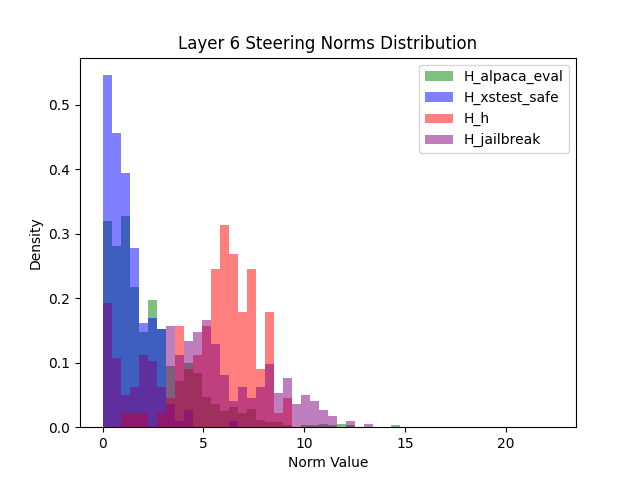 Layer 6 Steering Norms Distribution
H_alpaca_eval
H_xstest_safe
H_h
H_jailbreak
Density
0.5
0.4
0.3
0.2
0.1
0.0
0 5 10 15 20
Norm Value